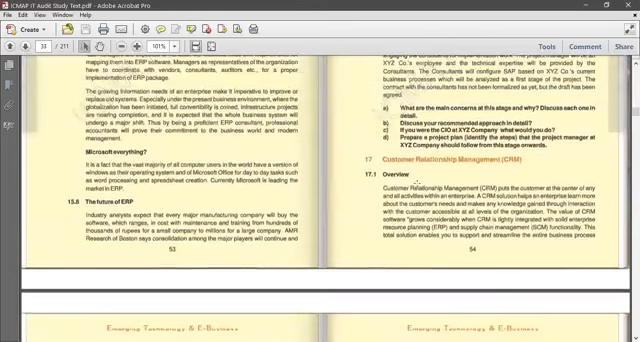 ICMAP IT Audit Study Text.pdf - Adobe Acrobat Pro
File Edit View Window Help
Create
33 / 211
101%
Tools
Comment
Share
mapping them into ERP software. Managers as representatives of the organization
have to coordinate with vendors, consultants, auditors etc., for a proper
implementation of ERP package.
The growing information needs of an enterprise make it imperative to improve or
replace old systems. Especially under the present business environment, where the
globalization has been initiated, infrastructure projects
are nearing completion, and it is expected that the whole business system will
undergo a major shift. Thus by being a proficient ERP consultant, professional
accountants will prove their commitment to the business world and modern
management.
Microsoft everything?
It is a fact that the vast majority of all computer users in the world have a version of
windows as their operating system and of Microsoft Office for day to day tasks such
as word processing and spreadsheet creation. Currently Microsoft is leading the
market in ERP.
15.8 The future of ERP
Industry analysts expect that every major manufacturing company will buy the
software, which ranges, in cost with maintenance and training from hundreds of
thousands of rupees for a small company to millions for a large company. AMR
Research of Boston says consolidation among the major players will continue and
53
XYZ Co.'s employee and the technical expertise will be provided by the
Consultants. The Consultants will configure SAP based on XYZ Co.'s current
business processes which will be analyzed as a first stage of the project. The
contract with the consultants has not been formalized as yet, but the draft has been
agreed.
a) What are the main concerns at this stage and why? Discuss each one in
detail.
b) Discuss your recommended approach in detail?
c) If you were the CIO at XYZ Company what would you do?
d) Prepare a project plan (identify the steps) that the project manager at
XYZ Company should follow from this stage onwards.
17 Customer Relationship Management (CRM)
17.1 Overview
Customer Relationship Management (CRM) puts the customer at the center of any
and all activities within an enterprise. A CRM solution helps an enterprise learn more
about the customer's needs and makes any knowledge gained through interaction
with the customer accessible at all levels of the organization. The value of CRM
software "grows considerably when CRM is tightly integrated with solid enterprise
resource planning (ERP) and supply chain management (SCM) functionality. This
total solution enables you to support and streamline the entire business process
54
Emerging Technology & E-Business
Emerging Technology & E-Business